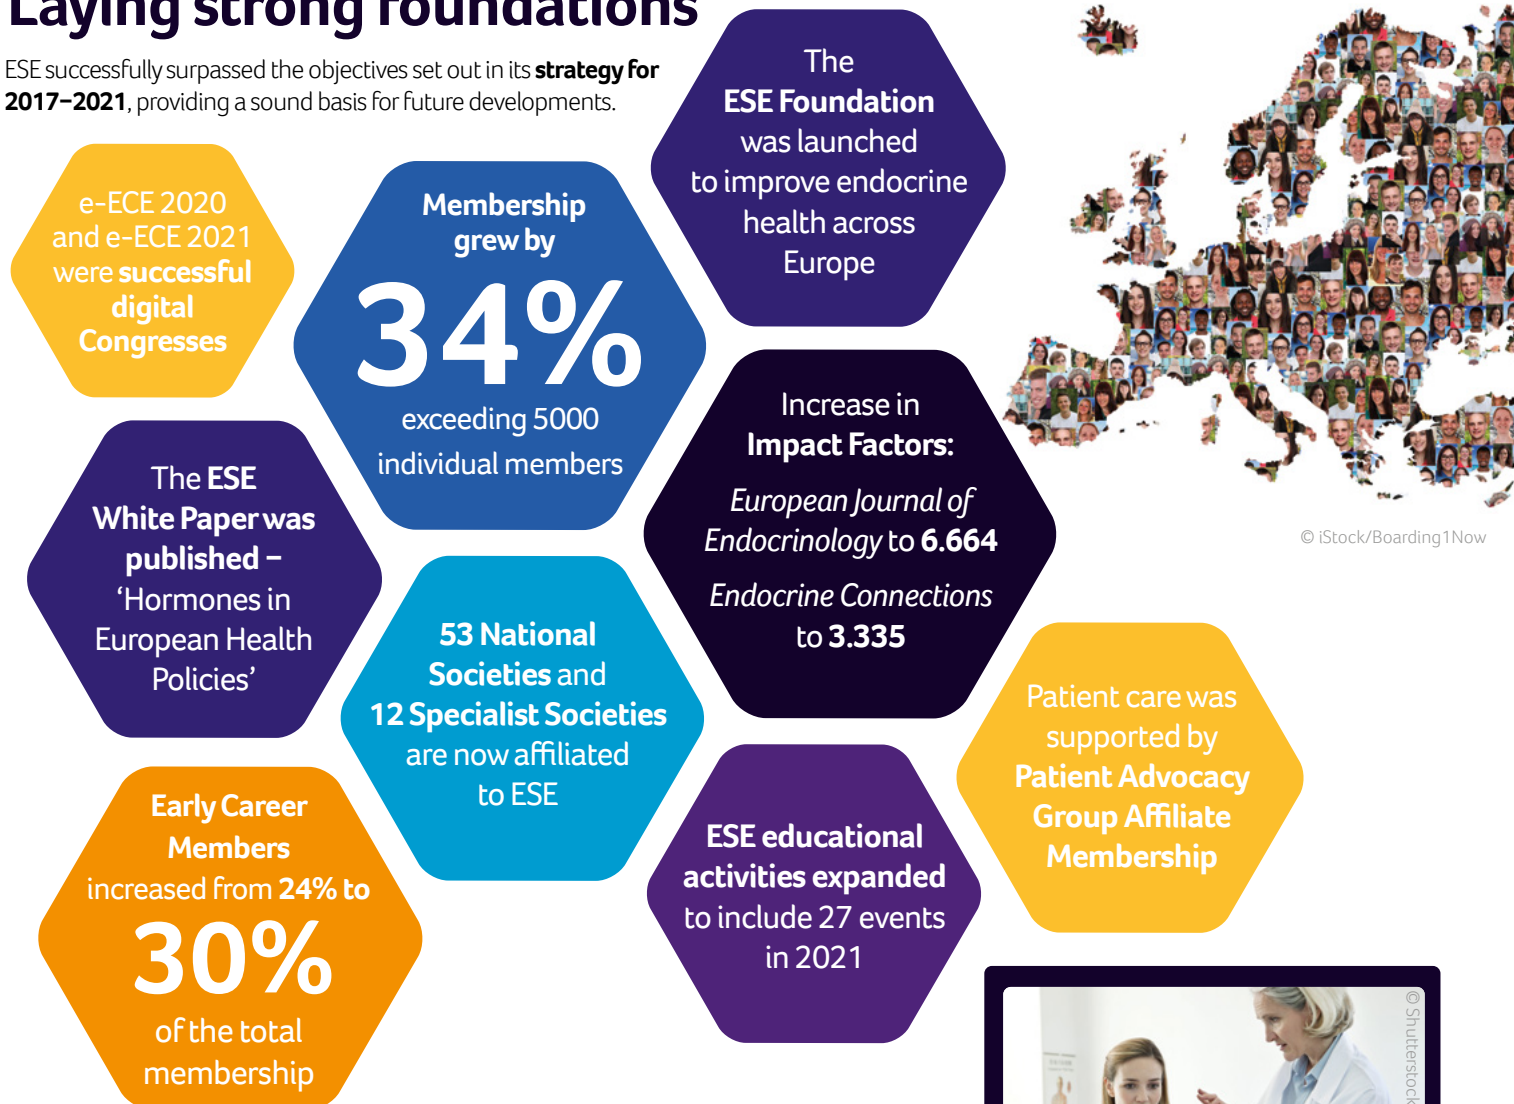 Laying strong foundations
ESE successfully surpassed the objectives set out in its strategy for
2017–2021, providing a sound basis for future developments.
The
ESE Foundation
was launched
to improve endocrine
health across
Europe
e-ECE 2020
and e-ECE 2021
were successful
digital
Congresses
Membership
grew by
34%
exceeding 5000
individual members
Increase in
Impact Factors:
European Journal of
Endocrinology to 6.664
Endocrine Connections
to 3.335
© iStock/Boarding1Now
The ESE
White Paper was
published –
‘Hormones in
European Health
Policies’
53 National
Societies and
12 Specialist Societies
are now affiliated
to ESE
Patient care was
supported by
Patient Advocacy
Group Affiliate
Membership
Early Career
Members
increased from 24% to
30%
of the total
membership
ESE educational
activities expanded
to include 27 events
in 2021
© Shutterstock